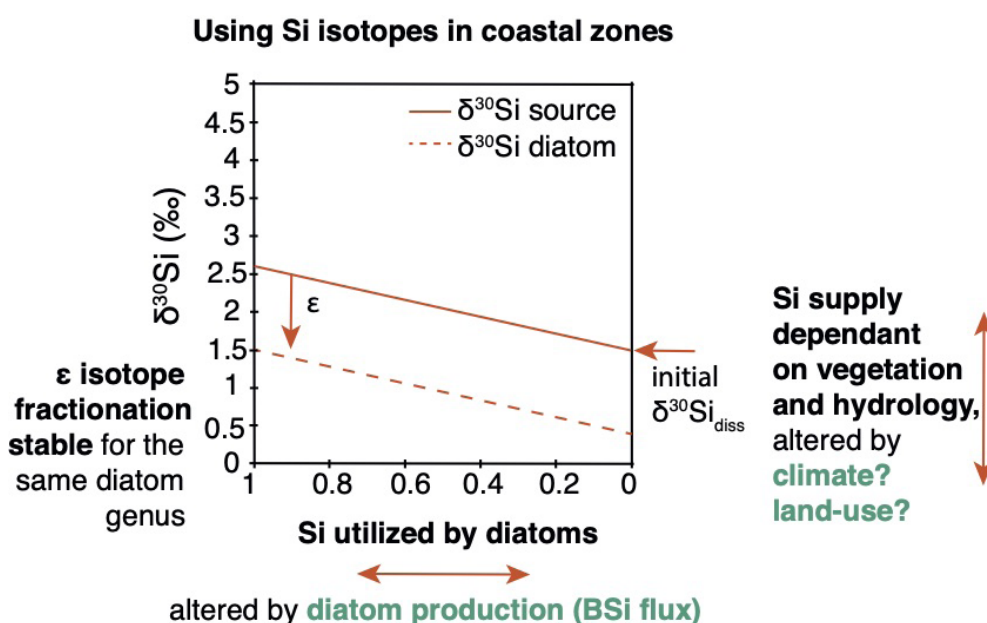 Using Si isotopes in coastal zones
δ³⁰Si source
δ³⁰Si diatom
5
4.5
4
3.5
3
2.5
2
1.5
1
0.5
0
δ³⁰Si (‰)
ε
initial
δ³⁰Si_diss
1 0.8 0.6 0.4 0.2 0
Si utilized by diatoms
altered by diatom production (BSi flux)
ε isotope
fractionation
stable for the
same diatom
genus
Si supply
dependant
on vegetation
and hydrology,
altered by
climate?
land-use?